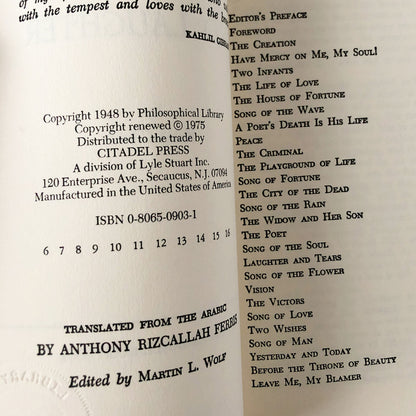 of my
with the tempest and loves with the
KAHLIL
Copyright 1948 by Philosophical Library
Copyright renewed © 1975
Distributed to the trade by
CITADEL PRESS
A division of Lyle Stuart Inc.
120 Enterprise Ave., Secaucus, N.J. 07094
Manufactured in the United States of America
ISBN 0-8065-0903-1
6 7 8 9 10 11 12 13 14 15 16
TRANSLATED FROM THE ARABIC
BY ANTHONY RIZCALLAH FERRIS
Edited by MARTIN L. WOLF
EDITOR'S PREFACE
FOREWORD
THE CREATION
HAVE MERCY ON ME, MY SOUL!
TWO INFANTS
THE LIFE OF LOVE
THE HOUSE OF FORTUNE
SONG OF THE WAVE
A POET'S DEATH IS HIS LIFE
PEACE
THE CRIMINAL
THE PLAYGROUND OF LIFE
SONG OF FORTUNE
THE CITY OF THE DEAD
SONG OF THE RAIN
THE WIDOW AND HER SON
THE POET
SONG OF THE SOUL
LAUGHTER AND TEARS
SONG OF THE FLOWER
VISION
THE VICTORS
SONG OF LOVE
TWO WISHES
SONG OF MAN
YESTERDAY AND TODAY
BEFORE THE THRONE OF BEAUTY
LEAVE ME, MY BLAMER